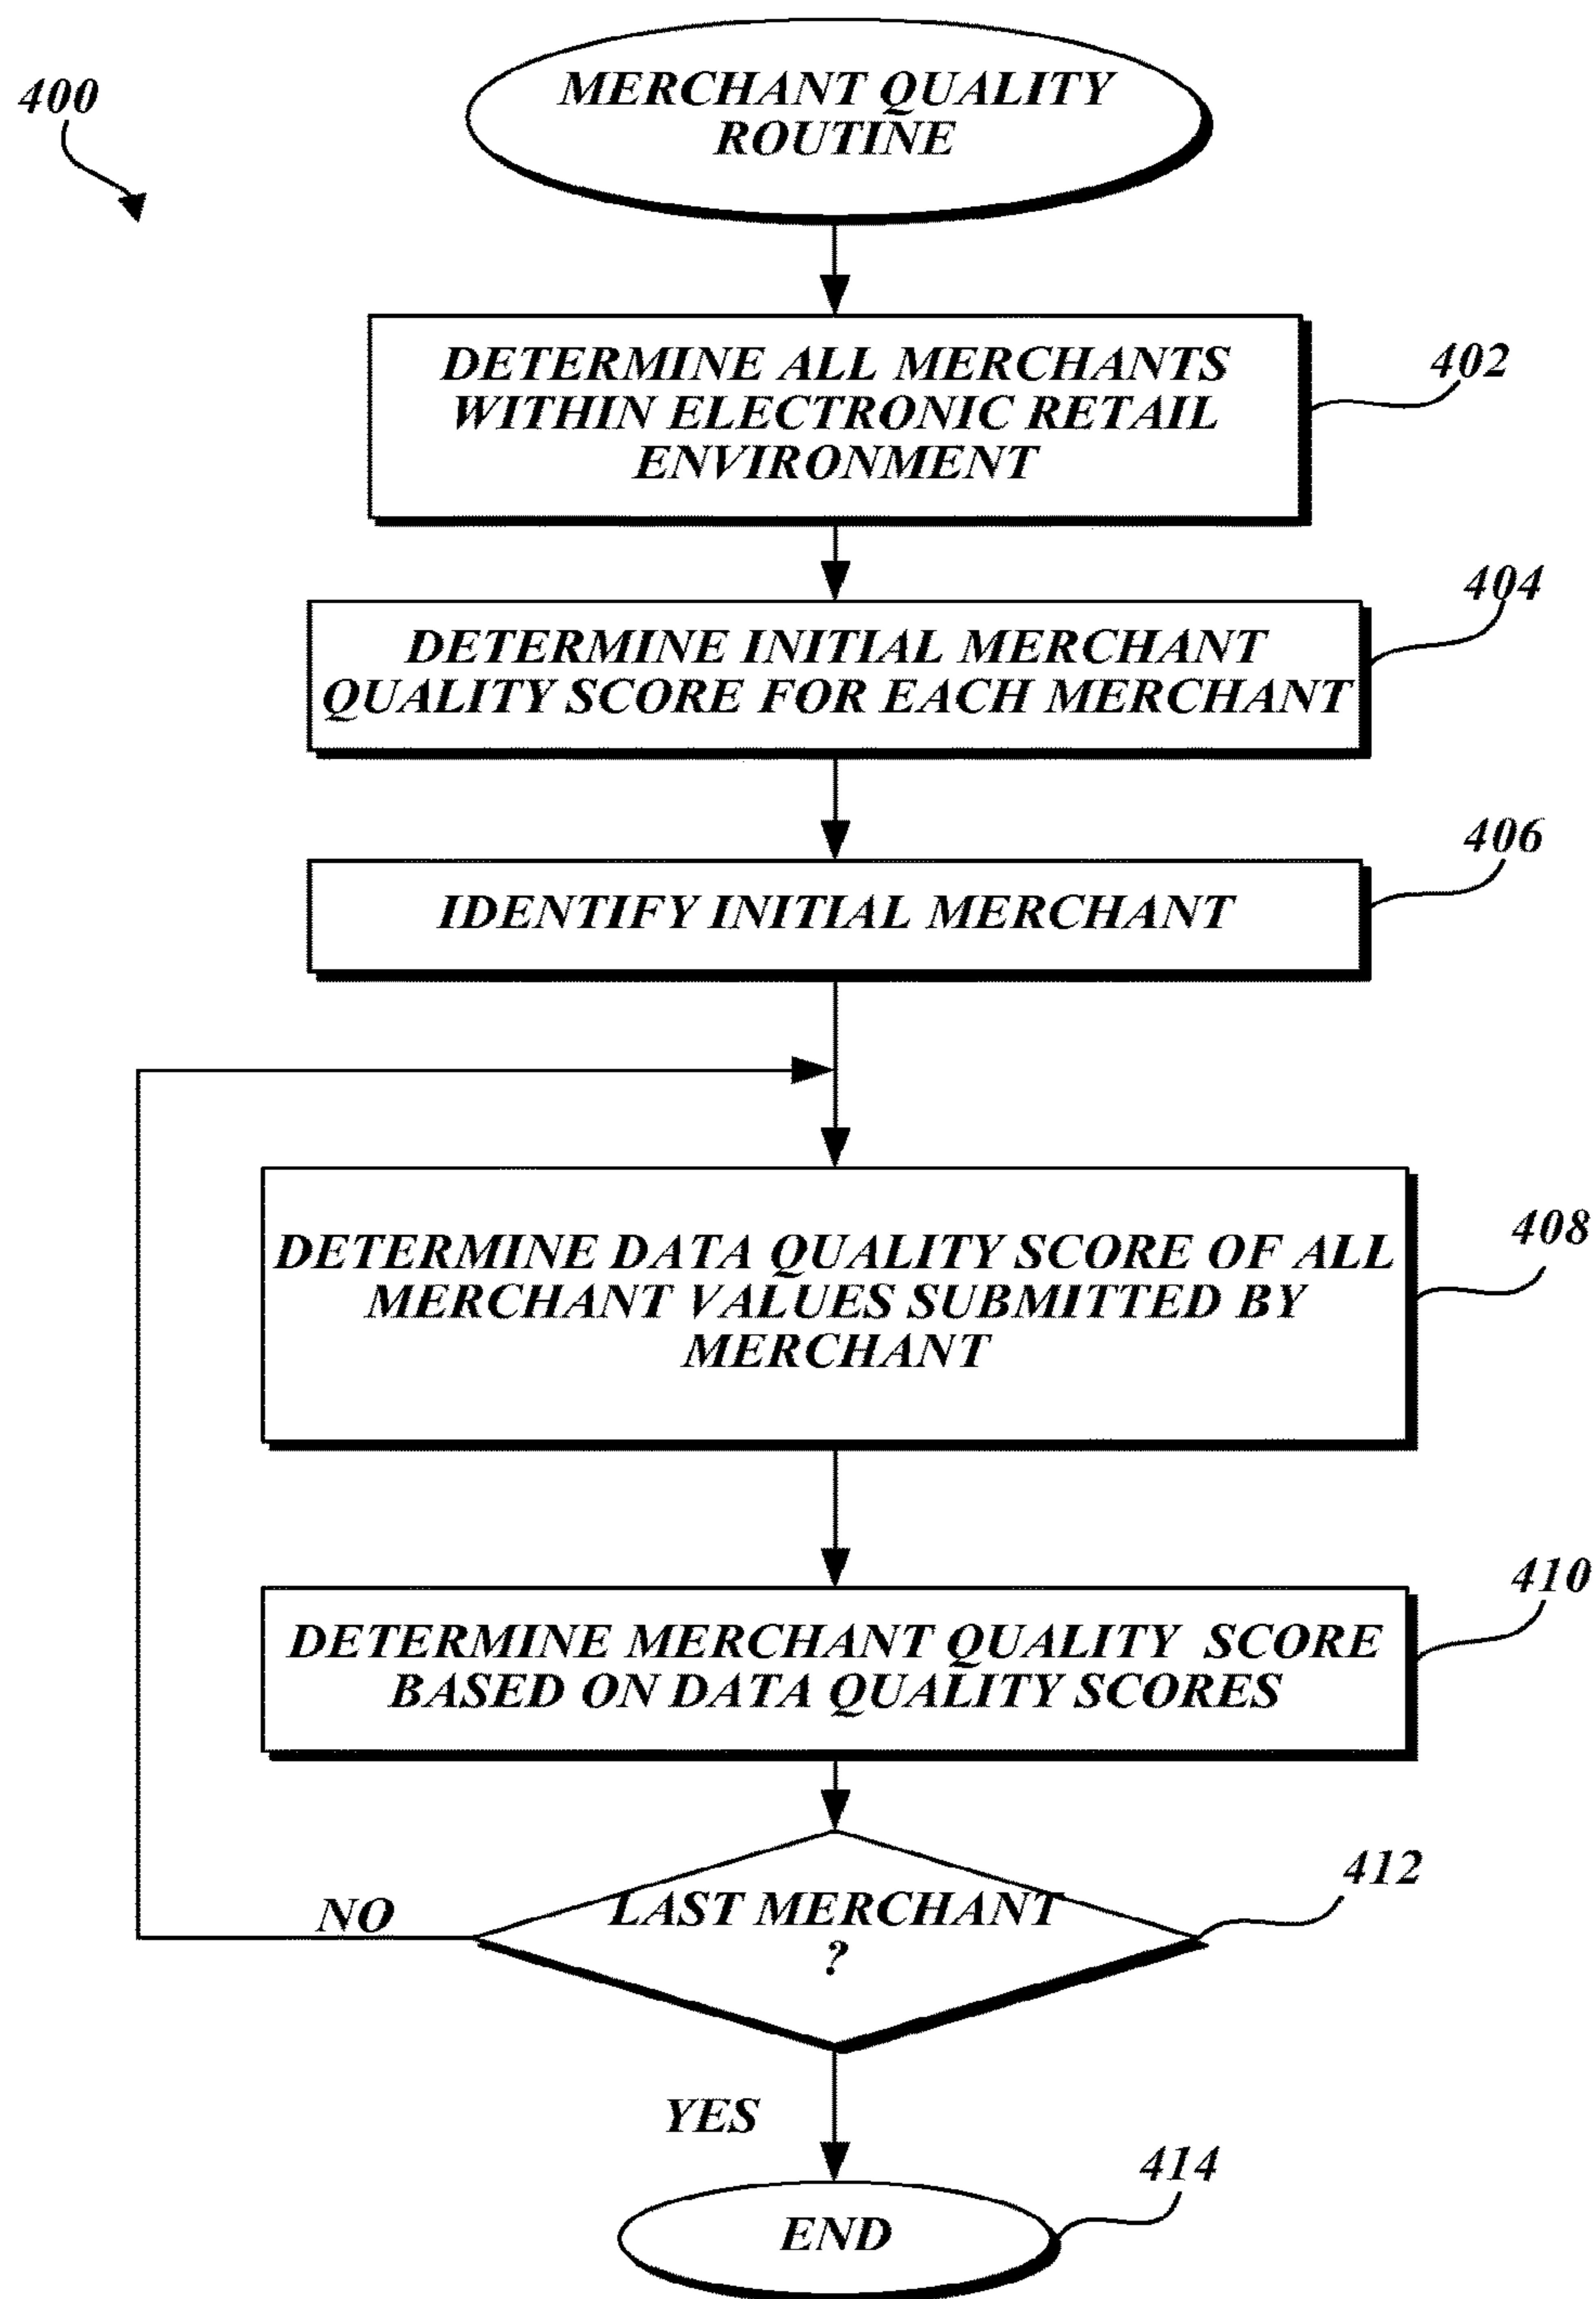 400
MERCHANT QUALITY
ROUTINE
DETERMINE ALL MERCHANTS
WITHIN ELECTRONIC RETAIL
ENVIRONMENT
402
DETERMINE INITIAL MERCHANT
QUALITY SCORE FOR EACH MERCHANT
404
IDENTIFY INITIAL MERCHANT
406
DETERMINE DATA QUALITY SCORE OF ALL
MERCHANT VALUES SUBMITTED BY
MERCHANT
408
DETERMINE MERCHANT QUALITY SCORE
BASED ON DATA QUALITY SCORES
410
LAST MERCHANT
?
412
NO
YES
END
414